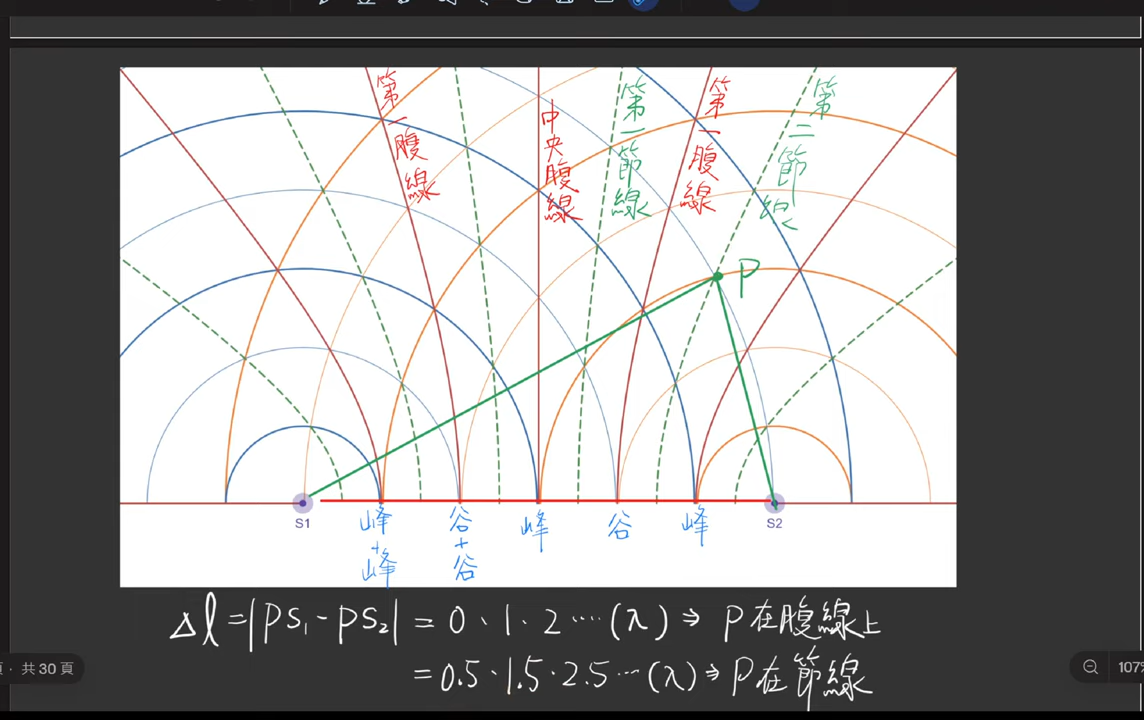 第一腹線
中央腹線
第一節線
第一腹線
第二節線
P
S1
S2
峰+峰
谷+谷
峰
谷
峰
Δl=|PS₁-PS₂| = 0、1、2…(λ) ⇒ P在腹線上
=0.5、1.5、2.5…(λ) ⇒ P在節線
共 30 頁
107%